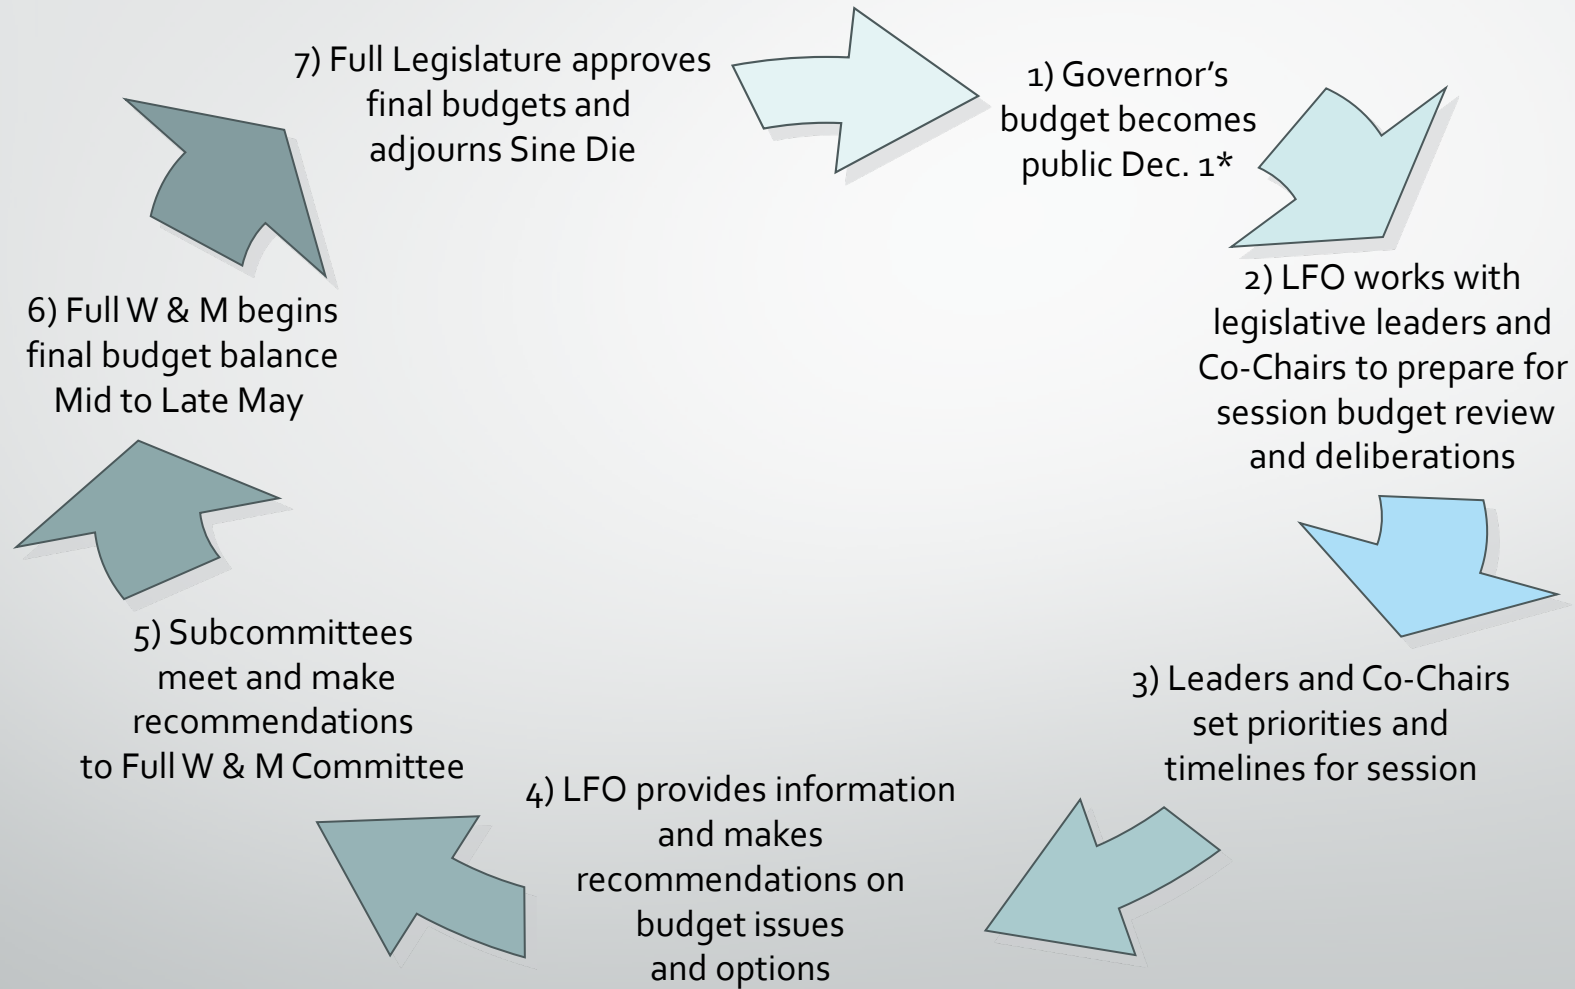 1) Governor’s
budget becomes
public Dec. 1*
2) LFO works with
legislative leaders and
Co-Chairs to prepare for
session budget review
and deliberations
3) Leaders and Co-Chairs
set priorities and
timelines for session
4) LFO provides information
and makes
recommendations on
budget issues
and options
5) Subcommittees
meet and make
recommendations
to Full W & M Committee
6) Full W & M begins
final budget balance
Mid to Late May
7) Full Legislature approves
final budgets and
adjourns Sine Die